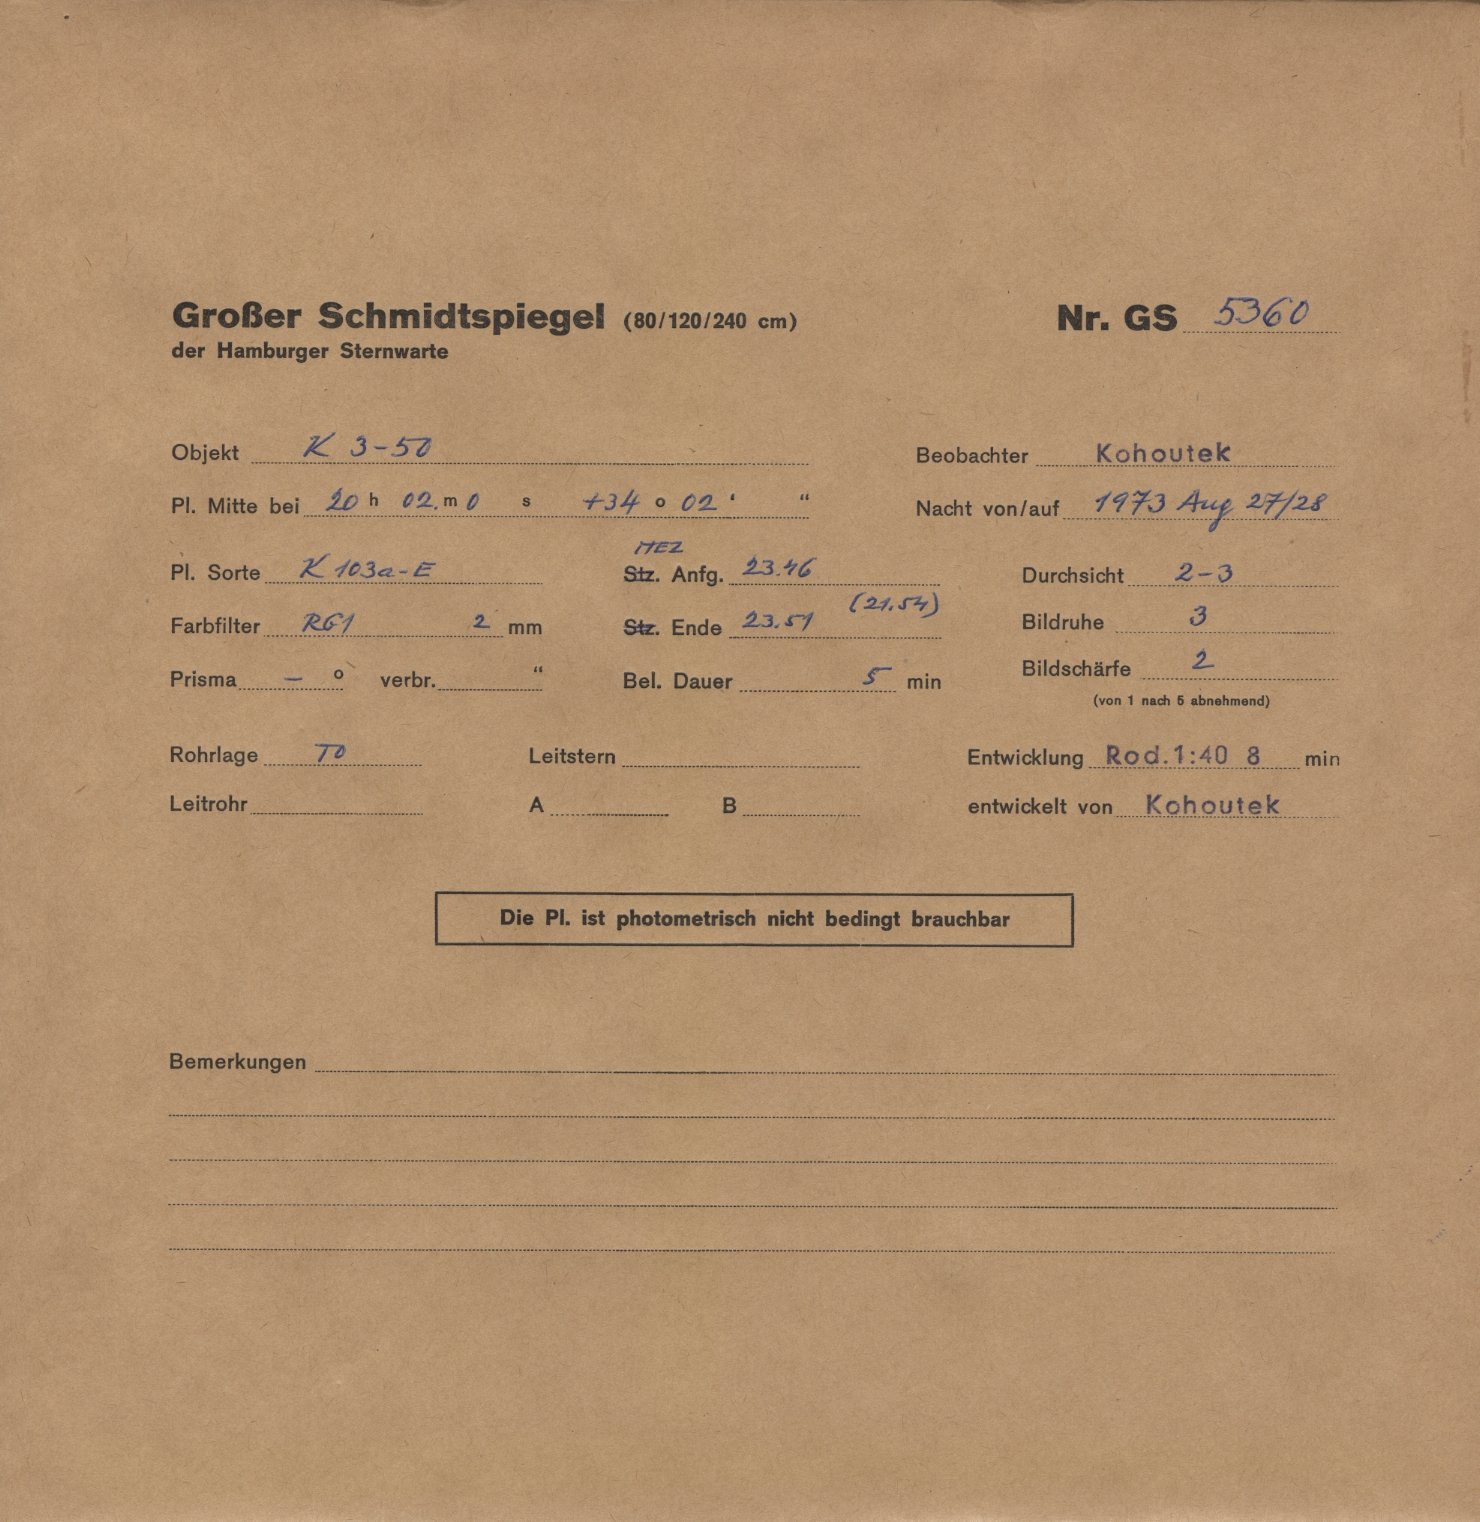 Großer Schmidtspiegel (80/120/240 cm) Nr. GS 5360
der Hamburger Sternwarte
Objekt K 3-50 Beobachter Kohoutek
Pl. Mitte bei 20 h 02. m 0 s +34 o 02 ' “ Nacht von/auf 1973 Aug 27/28
MEZ
Pl. Sorte K 103a-E Stz. Anfg. 23.46 Durchsicht 2-3
(21.54)
Farbfilter RG1 2 mm Stz. Ende 23.51 Bildruhe 3
Prisma – o verbr. “ Bel. Dauer 5 min Bildschärfe 2
(von 1 nach 5 abnehmend)
Rohrlage TO Leitstern Entwicklung Rod.1:40 8 min
Leitrohr A B entwickelt von Kohoutek
Die Pl. ist photometrisch nicht bedingt brauchbar
Bemerkungen